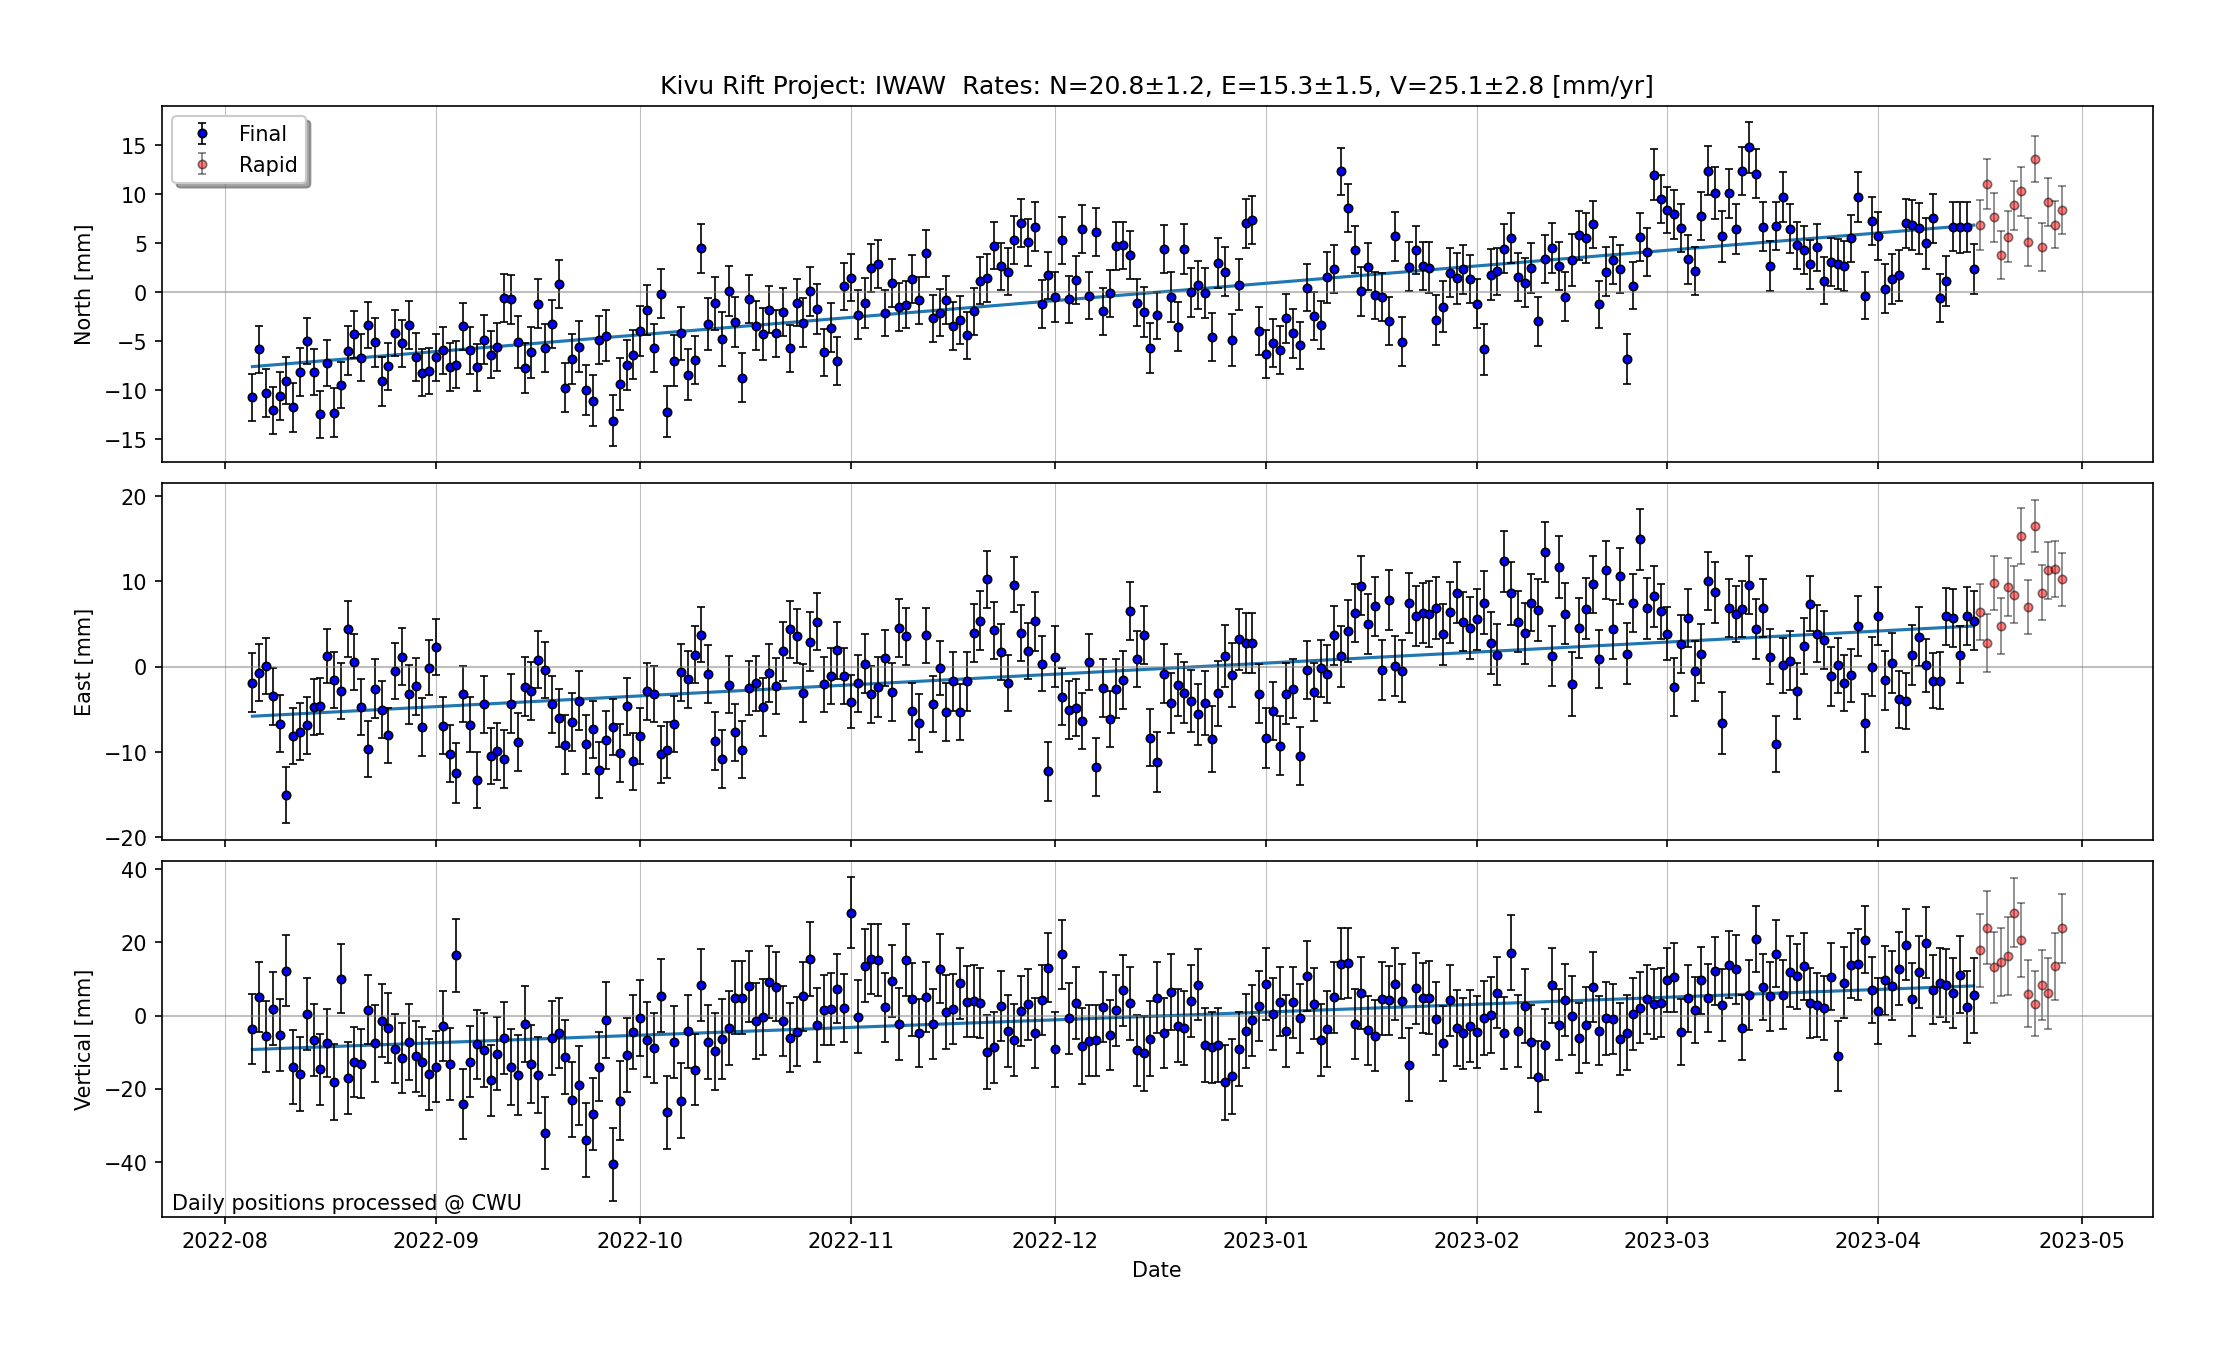 Kivu Rift Project: IWAW  Rates: N=20.8±1.2, E=15.3±1.5, V=25.1±2.8 [mm/yr]
Final
Rapid
North [mm]
15
10
5
0
−5
−10
−15
East [mm]
20
10
0
−10
−20
Vertical [mm]
40
20
0
−20
−40
Daily positions processed @ CWU
2022-08 2022-09 2022-10 2022-11 2022-12 2023-01 2023-02 2023-03 2023-04 2023-05
Date